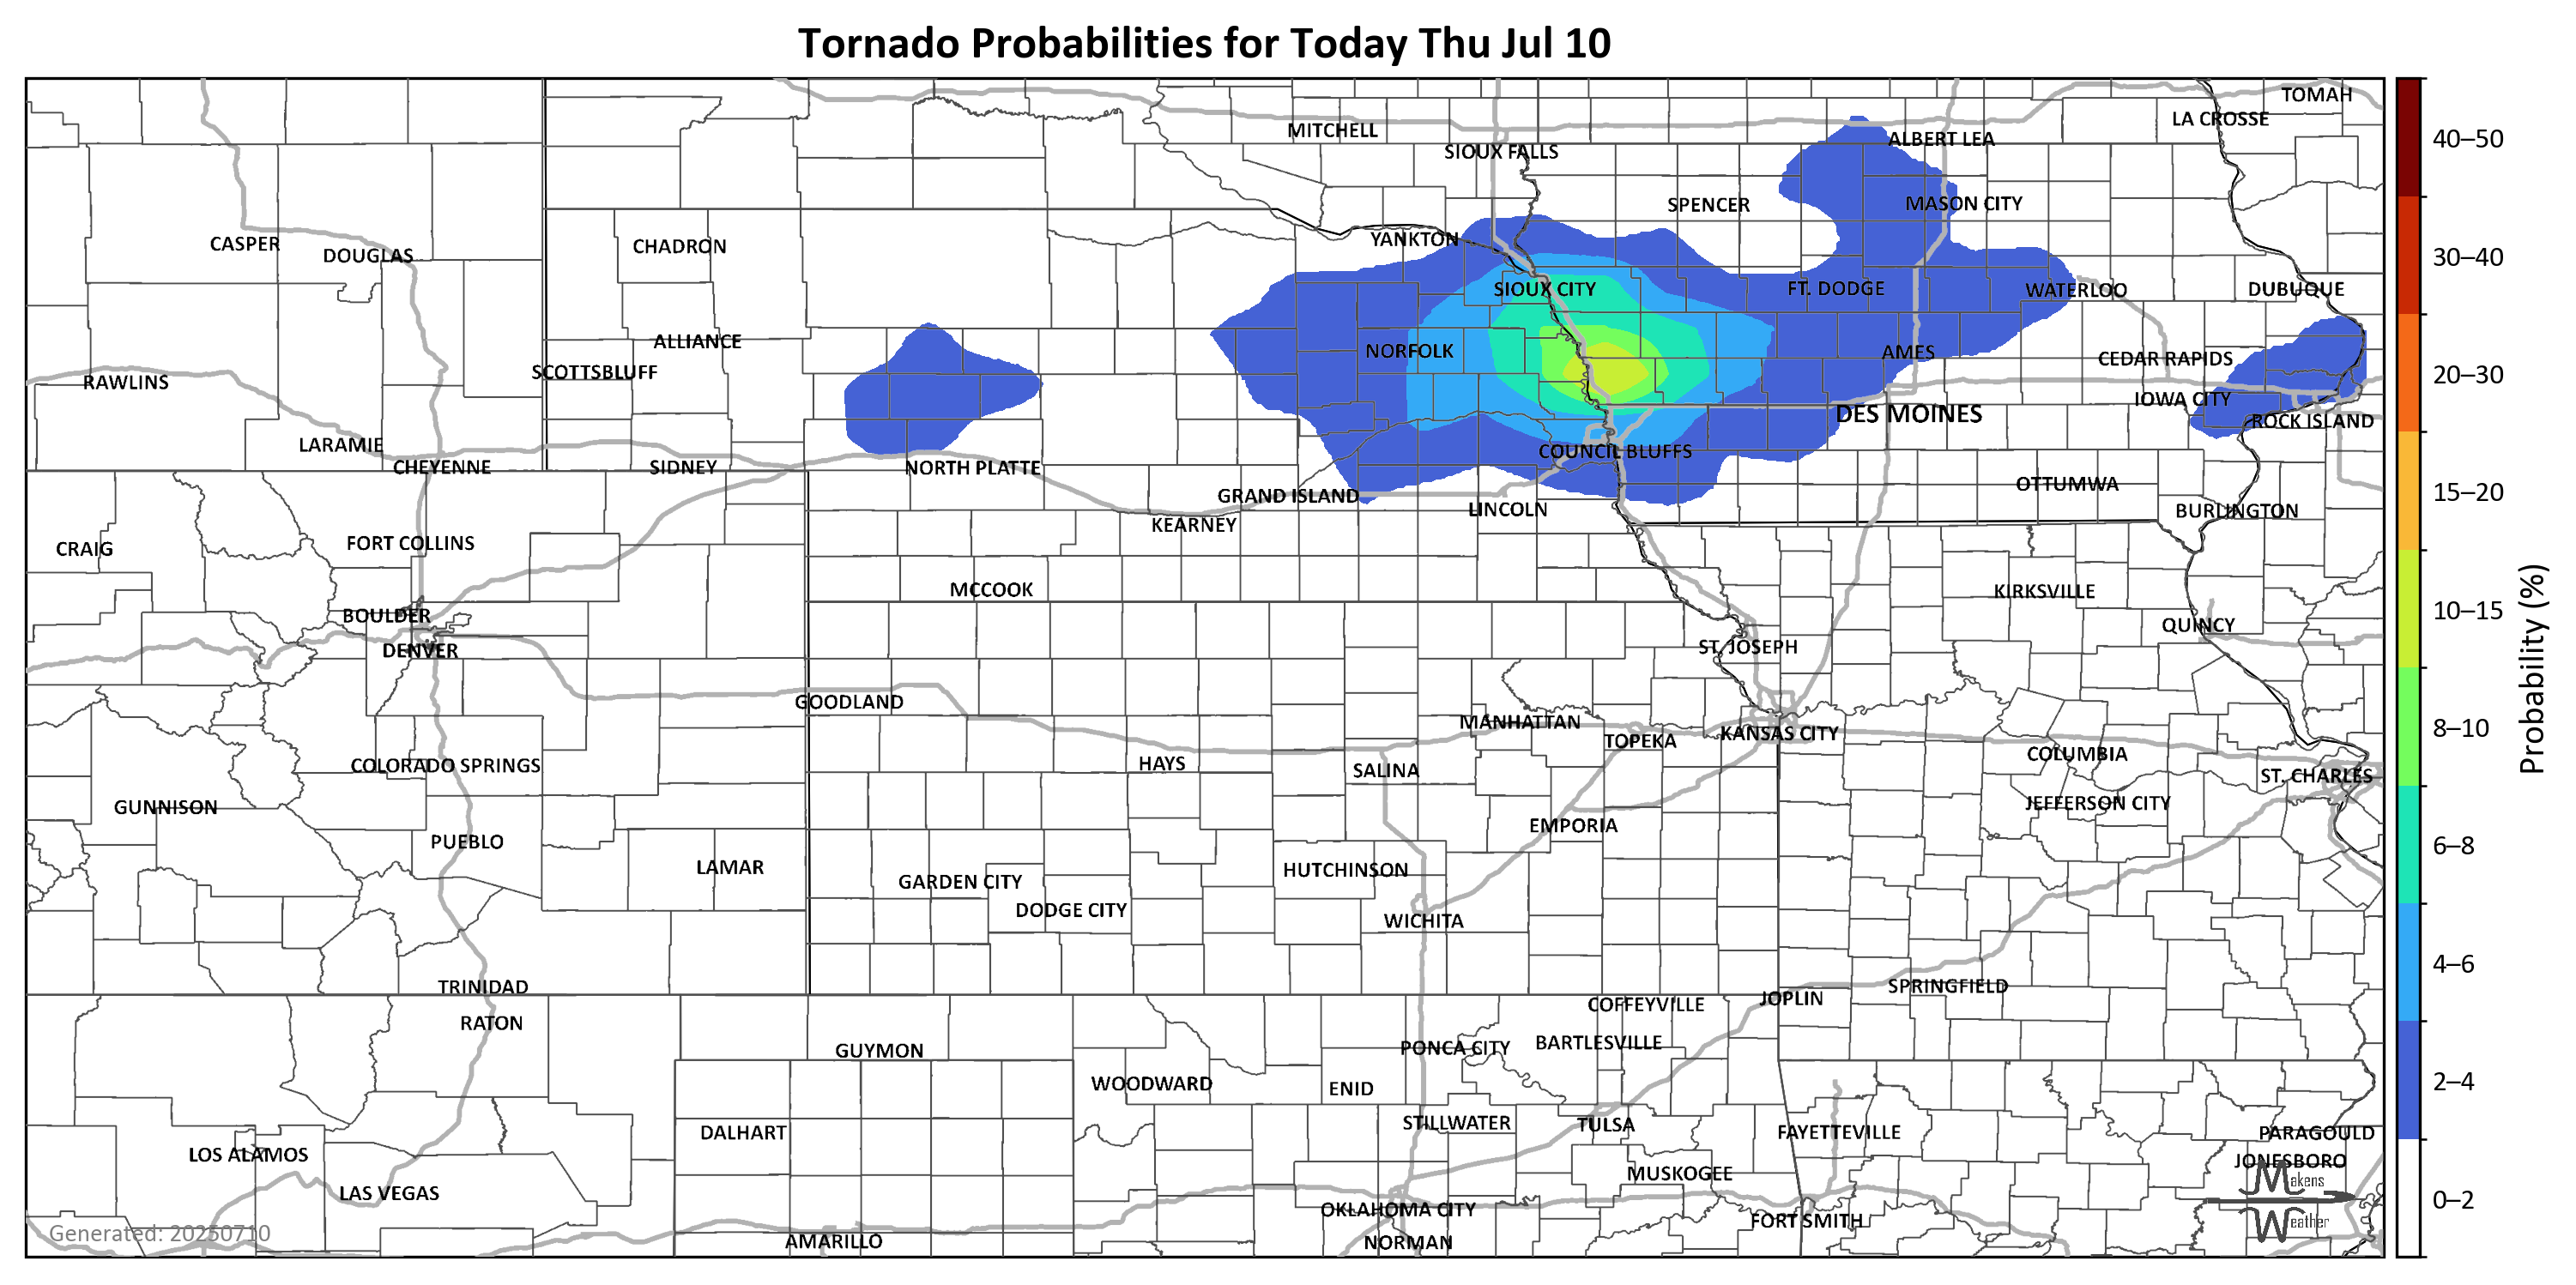 Tornado Probabilities for Today Thu Jul 10
TOMAH
LA CROSSE
MITCHELL
ALBERT LEA
SIOUX FALLS
SPENCER
MASON CITY
YANKTON
CASPER
DOUGLAS
CHADRON
SIOUX CITY
FT. DODGE
WATERLOO
DUBUQUE
ALLIANCE
NORFOLK
AMES
CEDAR RAPIDS
SCOTTSBLUFF
RAWLINS
IOWA CITY
DES MOINES
ROCK ISLAND
LARAMIE
COUNCIL BLUFFS
CHEYENNE
SIDNEY
NORTH PLATTE
OTTUMWA
GRAND ISLAND
LINCOLN
BURLINGTON
KEARNEY
CRAIG
FORT COLLINS
MCCOOK
KIRKSVILLE
BOULDER
QUINCY
DENVER
ST. JOSEPH
GOODLAND
MANHATTAN
TOPEKA
KANSAS CITY
COLUMBIA
COLORADO SPRINGS
HAYS
SALINA
ST. CHARLES
GUNNISON
JEFFERSON CITY
EMPORIA
PUEBLO
LAMAR
HUTCHINSON
GARDEN CITY
DODGE CITY
WICHITA
TRINIDAD
SPRINGFIELD
JOPLIN
COFFEYVILLE
RATON
BARTLESVILLE
PONCA CITY
GUYMON
WOODWARD
ENID
STILLWATER
TULSA
DALHART
FAYETTEVILLE
PARAGOULD
LOS ALAMOS
JONESBORO
MUSKOGEE
LAS VEGAS
OKLAHOMA CITY
FORT SMITH
AMARILLO
NORMAN
Generated: 20250710
Makens
Weather
40–50
30–40
20–30
15–20
10–15
8–10
6–8
4–6
2–4
0–2
Probability (%)